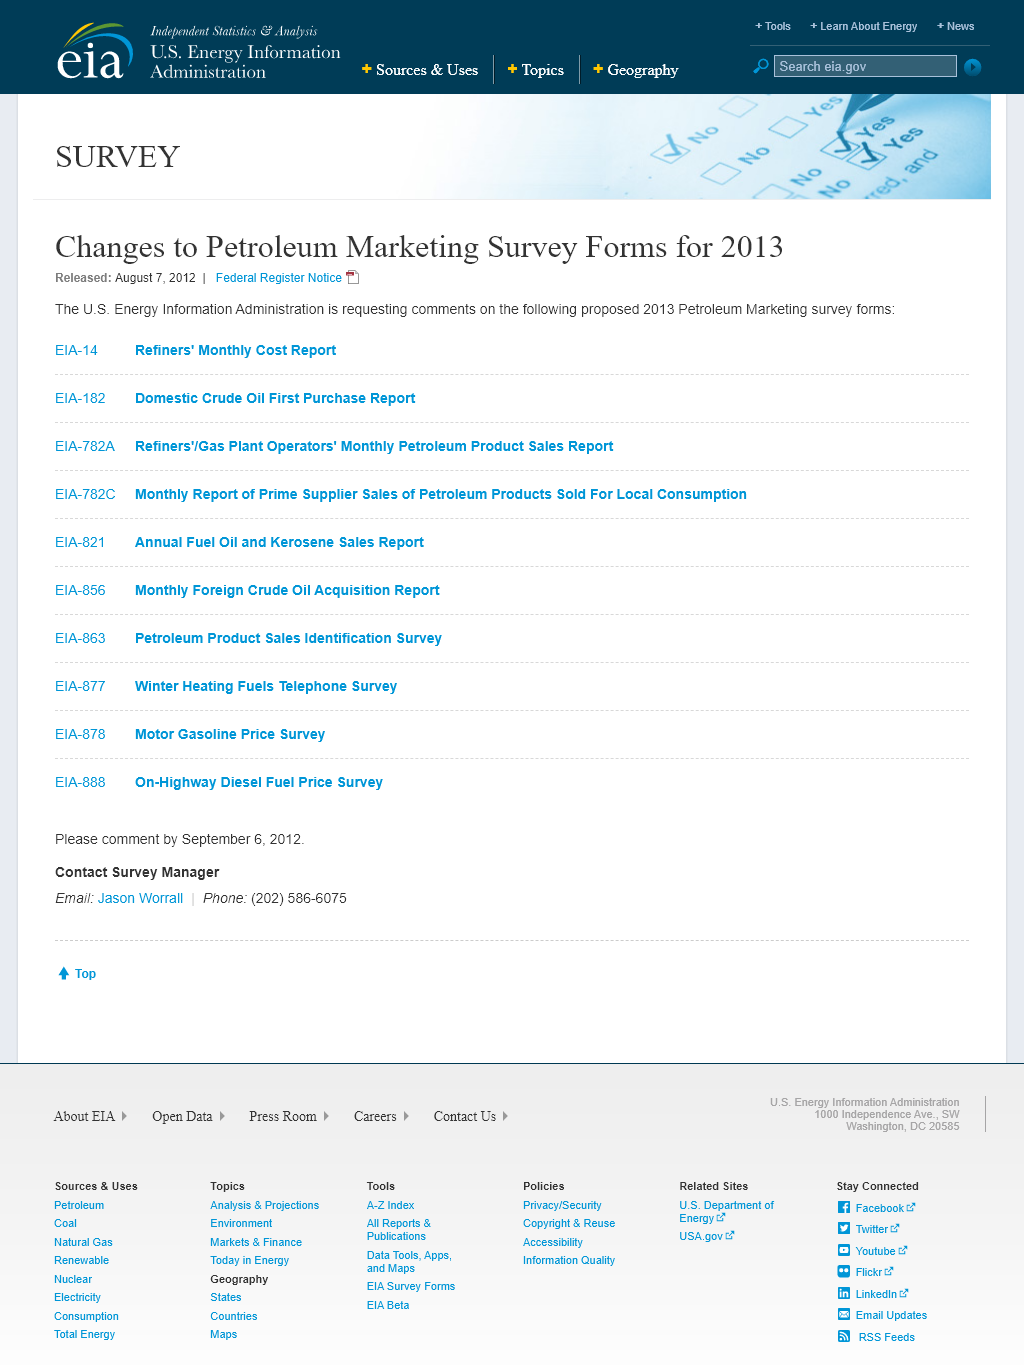 Independent Statistics & Analysis
eia
U.S. Energy Information
Administration
Sources & Uses
Topics
Geography
+ Tools
+ Learn About Energy
+ News
Search eia.gov
SURVEY
No
Yes
No
Yes
No
Yes
No
Yes
Changes to Petroleum Marketing Survey Forms for 2013
Released: August 7, 2012 | Federal Register Notice
The U.S. Energy Information Administration is requesting comments on the following proposed 2013 Petroleum Marketing survey forms:
EIA-14 Refiners' Monthly Cost Report
EIA-182 Domestic Crude Oil First Purchase Report
EIA-782A Refiners'/Gas Plant Operators' Monthly Petroleum Product Sales Report
EIA-782C Monthly Report of Prime Supplier Sales of Petroleum Products Sold For Local Consumption
EIA-821 Annual Fuel Oil and Kerosene Sales Report
EIA-856 Monthly Foreign Crude Oil Acquisition Report
EIA-863 Petroleum Product Sales Identification Survey
EIA-877 Winter Heating Fuels Telephone Survey
EIA-878 Motor Gasoline Price Survey
EIA-888 On-Highway Diesel Fuel Price Survey
Please comment by September 6, 2012.
Contact Survey Manager
Email: Jason Worrall | Phone: (202) 586-6075
Top
About EIA
Open Data
Press Room
Careers
Contact Us
U.S. Energy Information Administration
1000 Independence Ave., SW
Washington, DC 20585
Sources & Uses
Petroleum
Coal
Natural Gas
Renewable
Nuclear
Electricity
Consumption
Total Energy
Topics
Analysis & Projections
Environment
Markets & Finance
Today in Energy
Geography
States
Countries
Maps
Tools
A-Z Index
All Reports &
Publications
Data Tools, Apps,
and Maps
EIA Survey Forms
EIA Beta
Policies
Privacy/Security
Copyright & Reuse
Accessibility
Information Quality
Related Sites
U.S. Department of
Energy
USA.gov
Stay Connected
Facebook
Twitter
Youtube
Flickr
LinkedIn
Email Updates
RSS Feeds